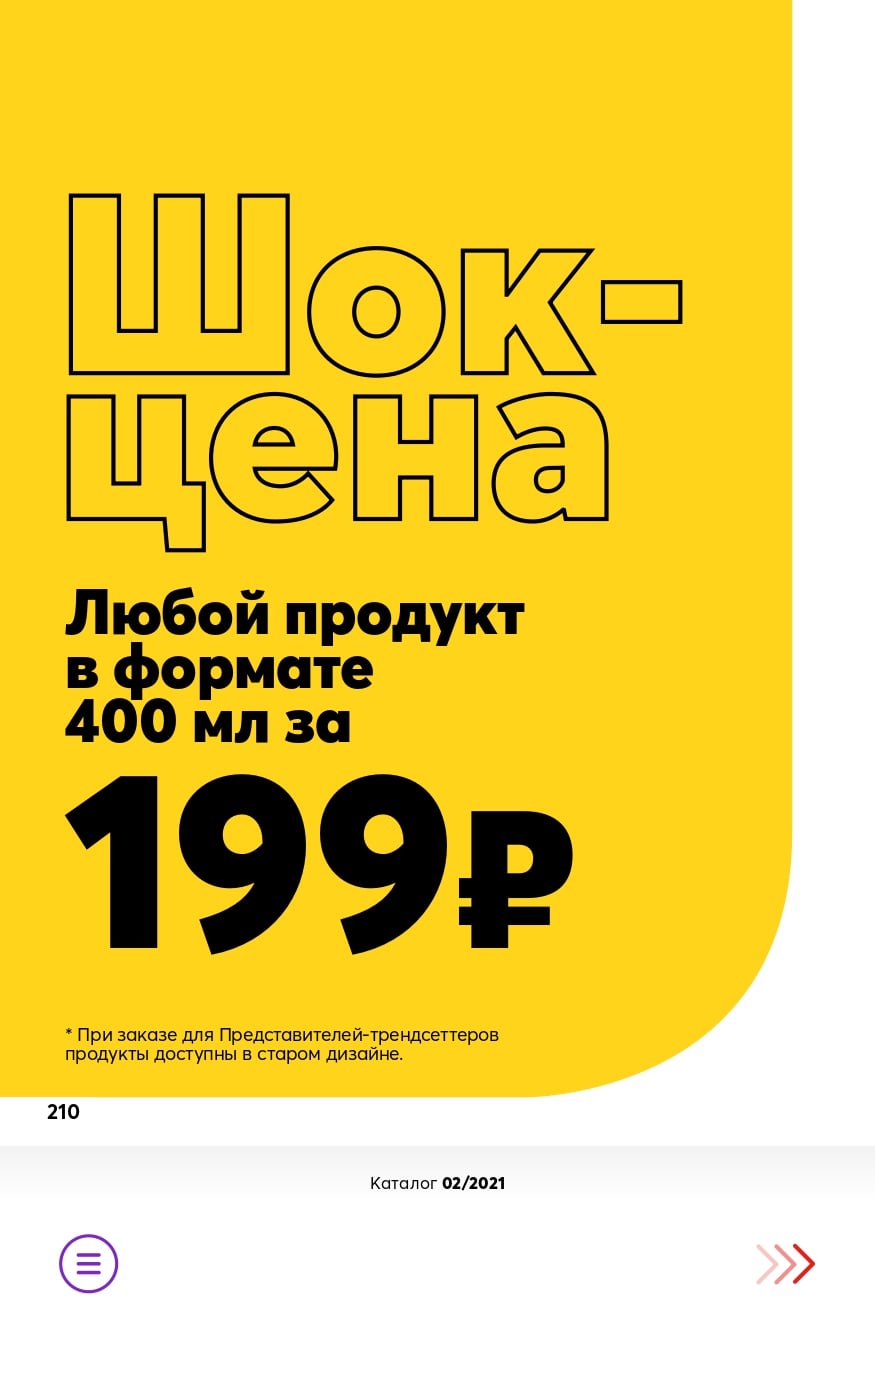 Шок-
цена
Любой продукт
в формате
400 мл за
199₽
* При заказе для Представителей-трендсеттеров
продукты доступны в старом дизайне.
210
Каталог 02/2021